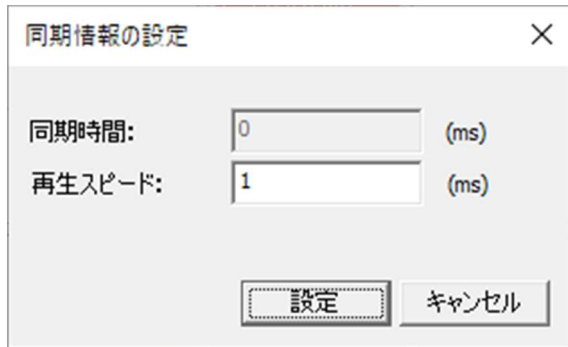 同期情報の設定
同期時間: 0 (ms)
再生スピード: 1 (ms)
設定 キャンセル